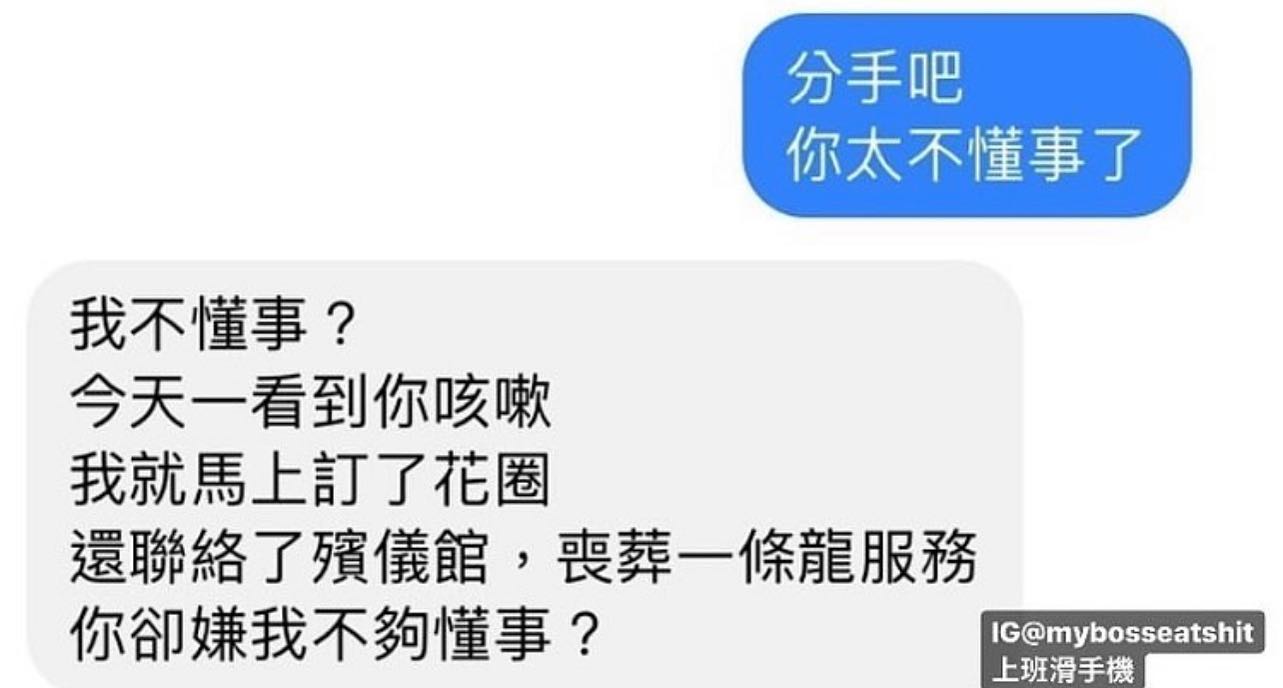 分手吧
你太不懂事了
我不懂事？
今天一看到你咳嗽
我就馬上訂了花圈
還聯絡了殯儀館，喪葬一條龍服務
你卻嫌我不夠懂事？
IG@mybosseatshit
上班滑手機